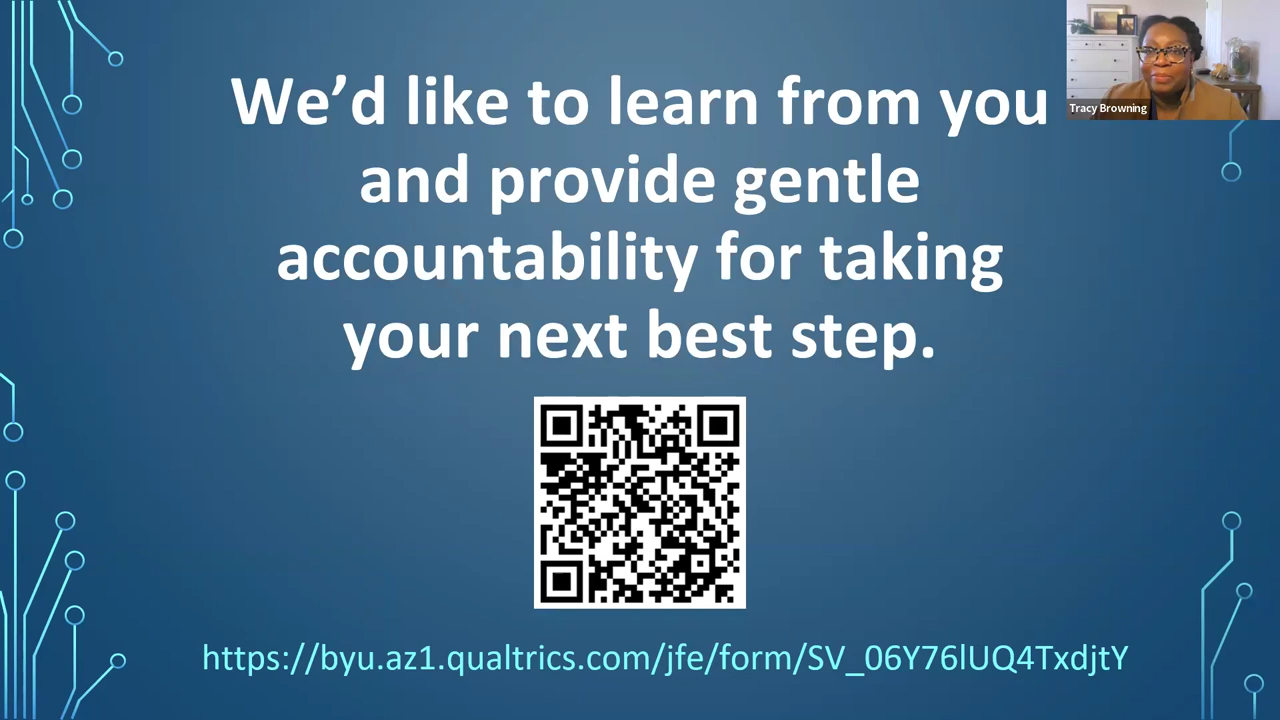 We’d like to learn from you
and provide gentle
accountability for taking
your next best step.
https://byu.az1.qualtrics.com/jfe/form/SV_06Y76lUQ4TxdjtY
Tracy Browning